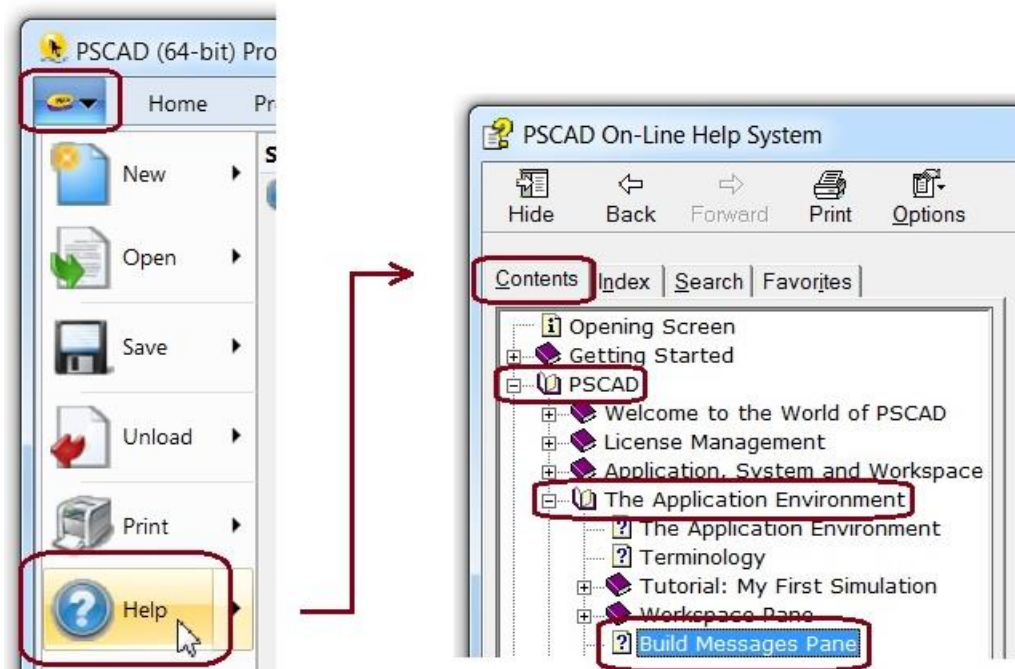 PSCAD (64-bit) Pro
Home Pr
S
New
Open
Save
Unload
Print
Help
PSCAD On-Line Help System
Hide Back Forward Print Options
Contents Index Search Favorites
Opening Screen
Getting Started
PSCAD
Welcome to the World of PSCAD
License Management
Application, System and Workspace
The Application Environment
The Application Environment
Terminology
Tutorial: My First Simulation
Workspace Pane
Build Messages Pane